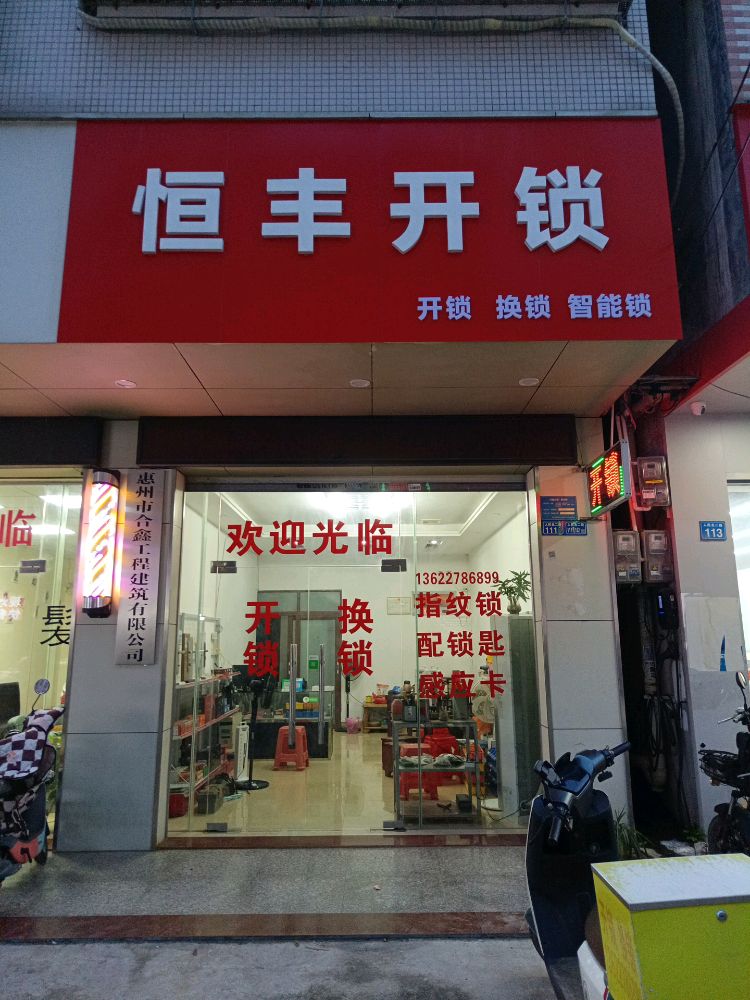 恒丰开锁
开锁 换锁 智能锁
惠州市合鑫工程建筑有限公司
临
髮
欢迎光临
开锁
换锁
13622786899
指纹锁
配锁匙
感应卡
开锁
111
113